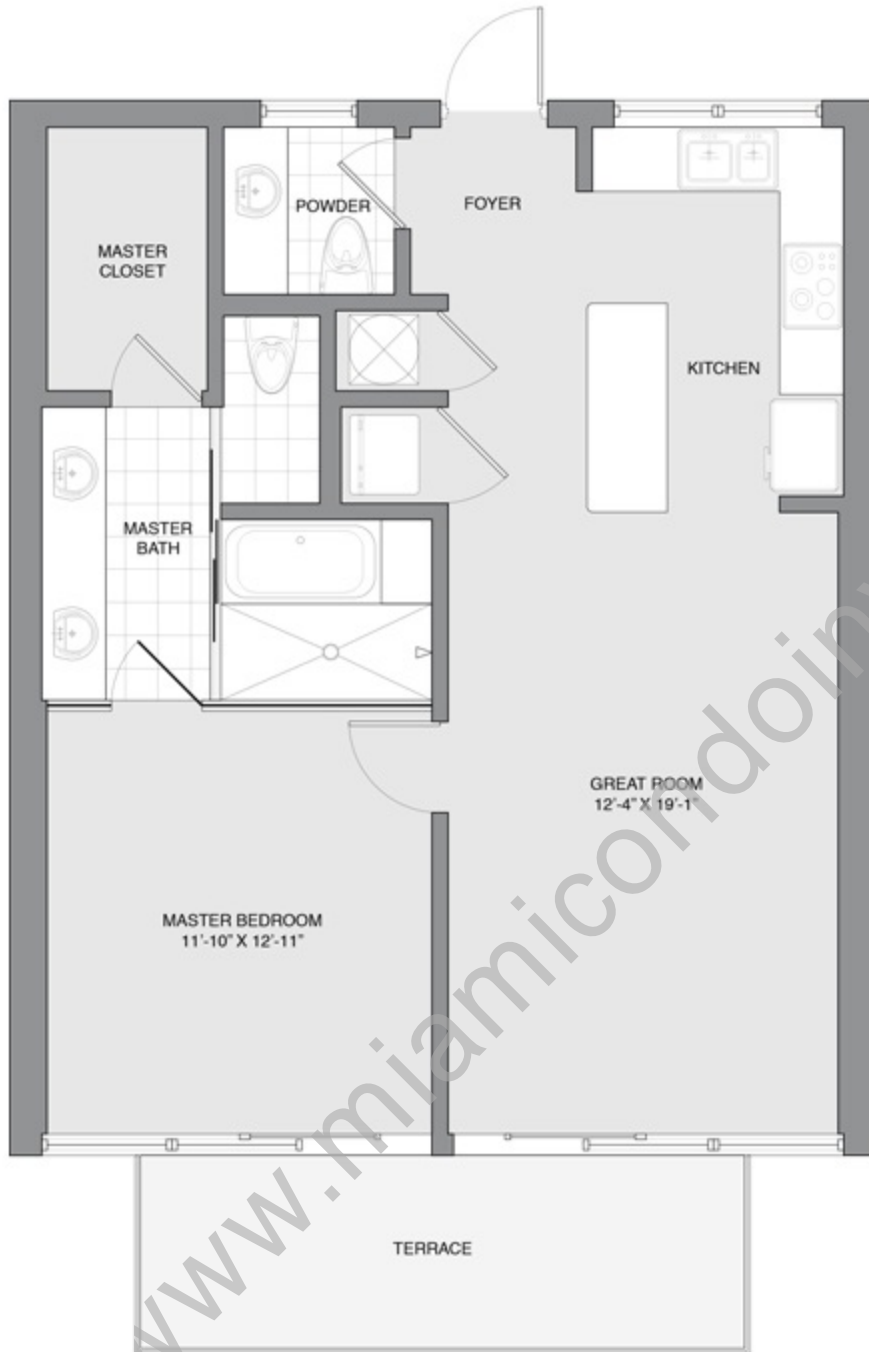 POWDER
FOYER
MASTER
CLOSET
KITCHEN
MASTER
BATH
GREAT ROOM
12'-4" X 19'-1"
MASTER BEDROOM
11'-10" X 12'-11"
TERRACE
www.miamicondoinv